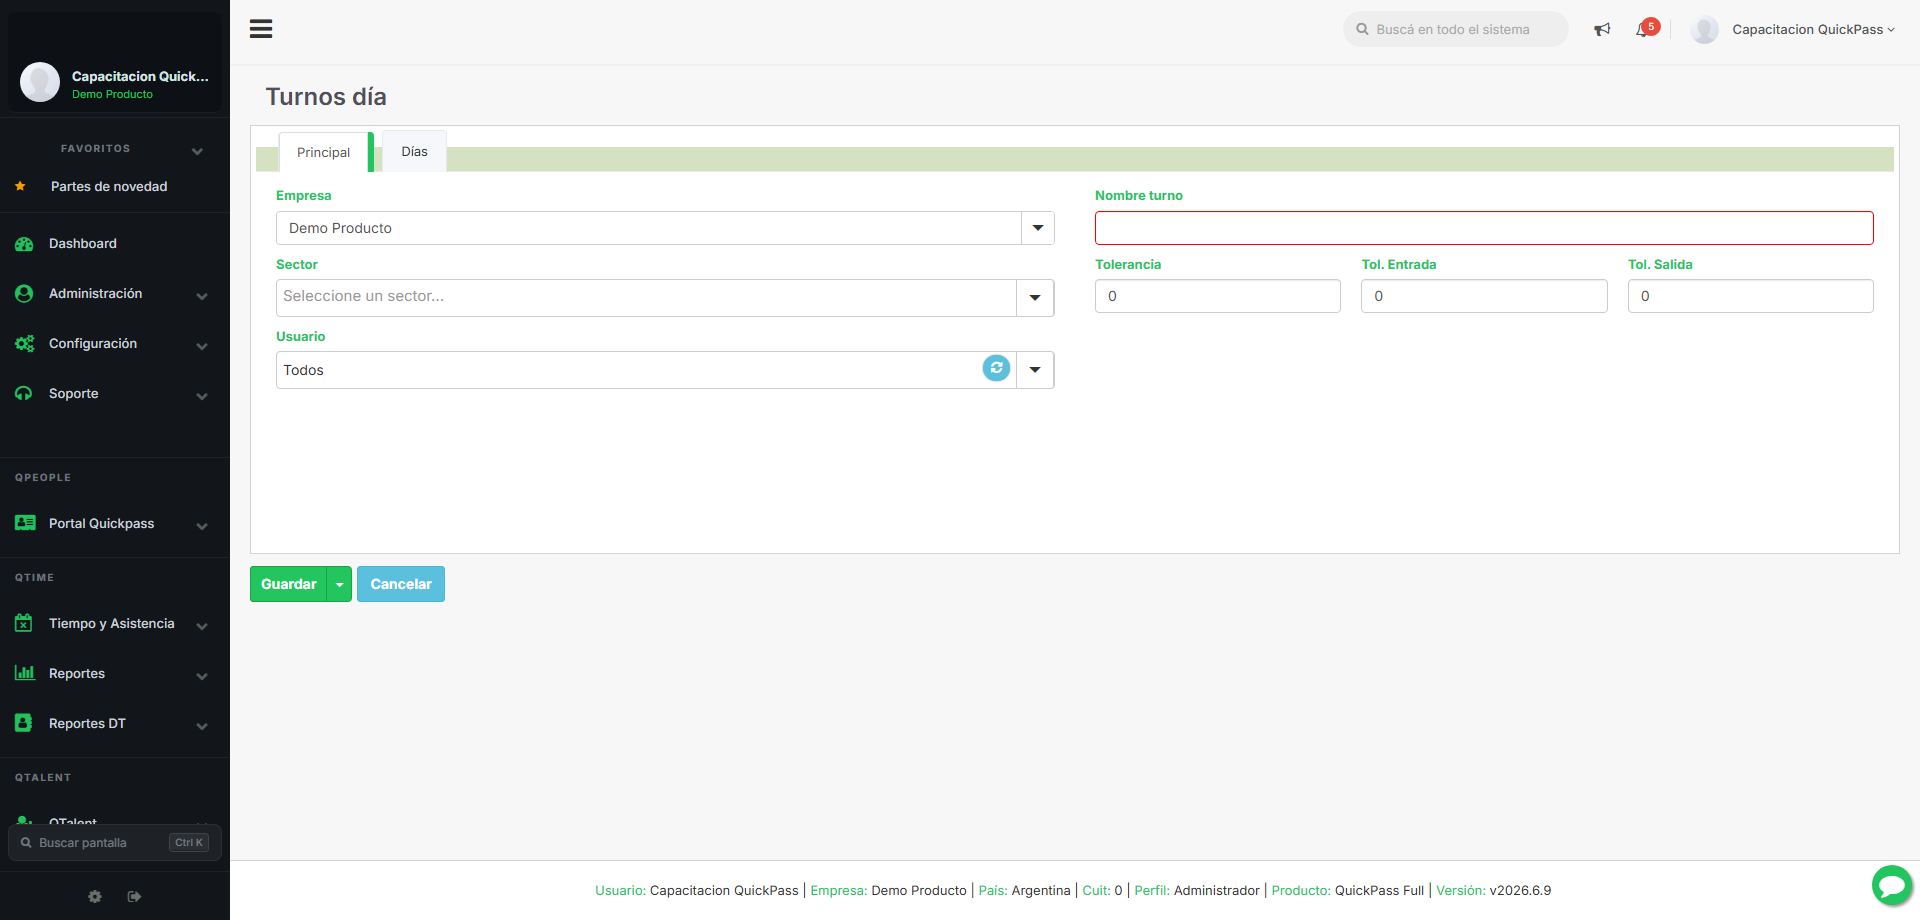 Capacitacion Quick...
Demo Producto
FAVORITOS
Partes de novedad
Dashboard
Administración
Configuración
Soporte
QPEOPLE
Portal Quickpass
QTIME
Tiempo y Asistencia
Reportes
Reportes DT
QTALENT
QTalent
Buscar pantalla
Ctrl K
Buscá en todo el sistema
5
Capacitacion QuickPass
Turnos día
Principal
Días
Empresa
Demo Producto
Sector
Seleccione un sector...
Usuario
Todos
Nombre turno
Tolerancia Tol. Entrada Tol. Salida
0 0 0
Guardar
Cancelar
Usuario: Capacitacion QuickPass | Empresa: Demo Producto | País: Argentina | Cuit: 0 | Perfil: Administrador | Producto: QuickPass Full | Versión: v2026.6.9